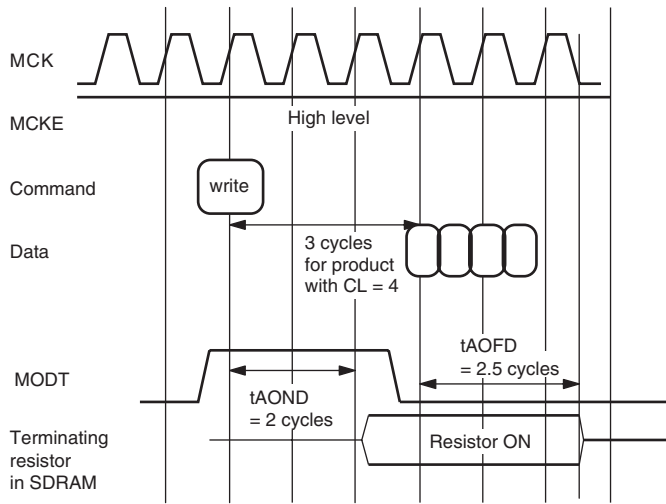 MCK
MCKE
High level
Command
write
Data
3 cycles
for product
with CL = 4
MODT
tAOND
= 2 cycles
tAOFD
= 2.5 cycles
Terminating
resistor
in SDRAM
Resistor ON